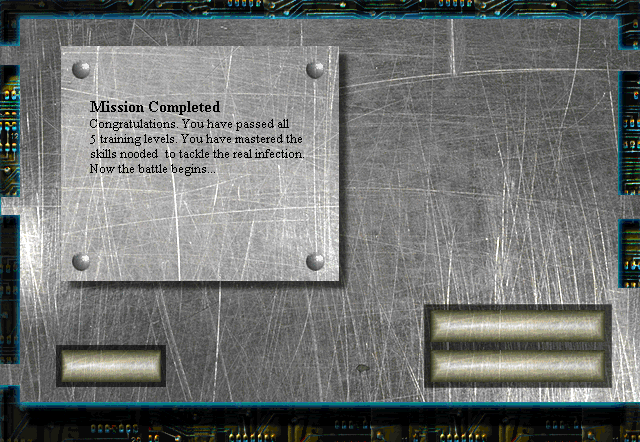 Mission Completed
Congratulations. You have passed all
5 training levels. You have mastered the
skills nooded to tackle the real infection.
Now the battle begins...